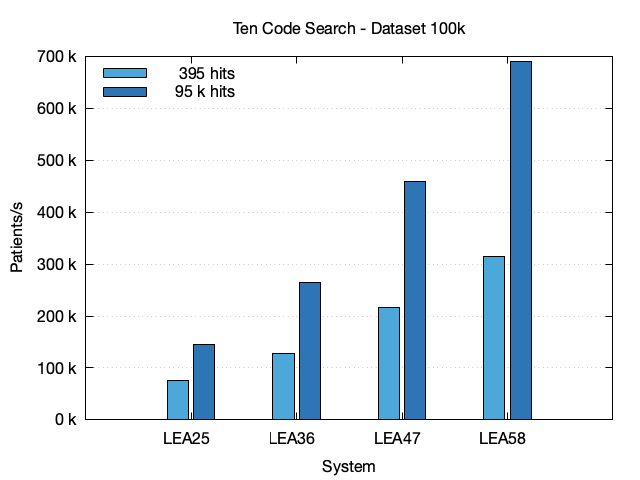 Ten Code Search - Dataset 100k
395 hits
95 k hits
700 k
600 k
500 k
400 k
300 k
200 k
100 k
0 k
Patients/s
LEA25 LEA36 LEA47 LEA58
System